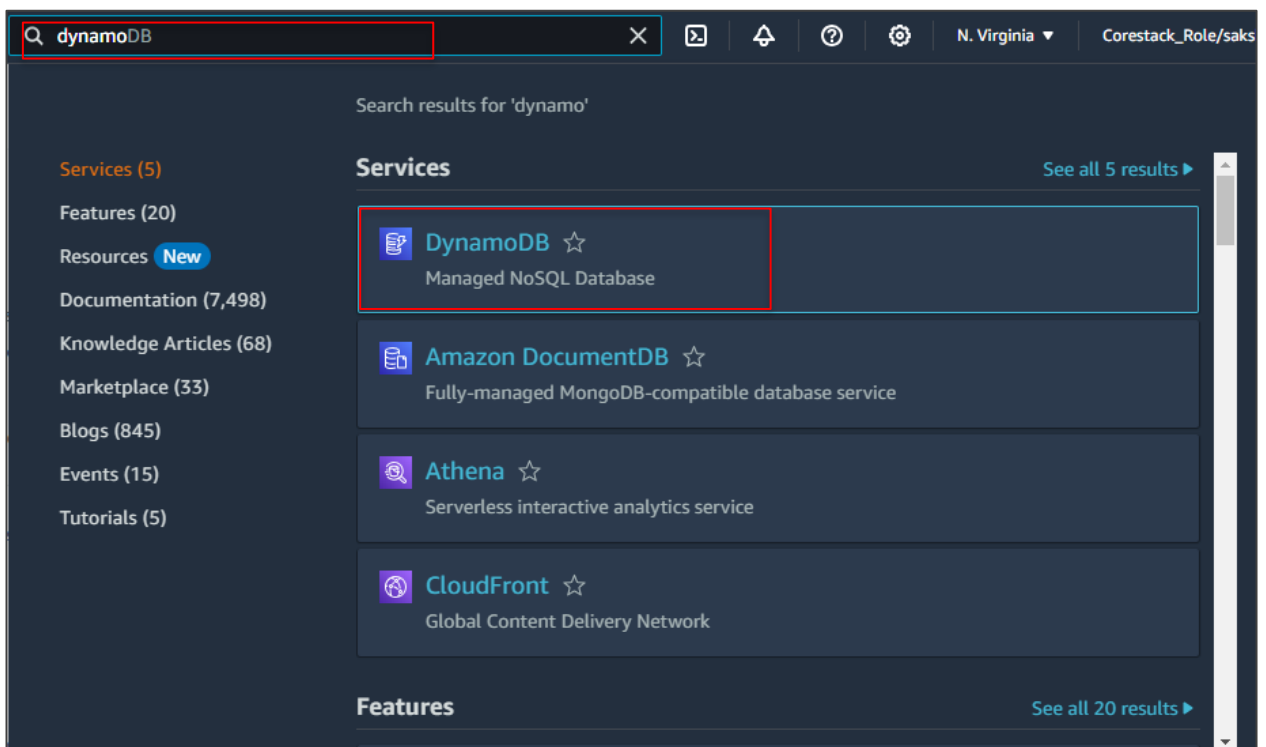 dynamoDB
N. Virginia ▼
Corestack_Role/saks
Search results for 'dynamo'
Services (5)
Features (20)
Resources New
Documentation (7,498)
Knowledge Articles (68)
Marketplace (33)
Blogs (845)
Events (15)
Tutorials (5)
Services
See all 5 results ▶
DynamoDB ☆
Managed NoSQL Database
Amazon DocumentDB ☆
Fully-managed MongoDB-compatible database service
Athena ☆
Serverless interactive analytics service
CloudFront ☆
Global Content Delivery Network
Features
See all 20 results ▶